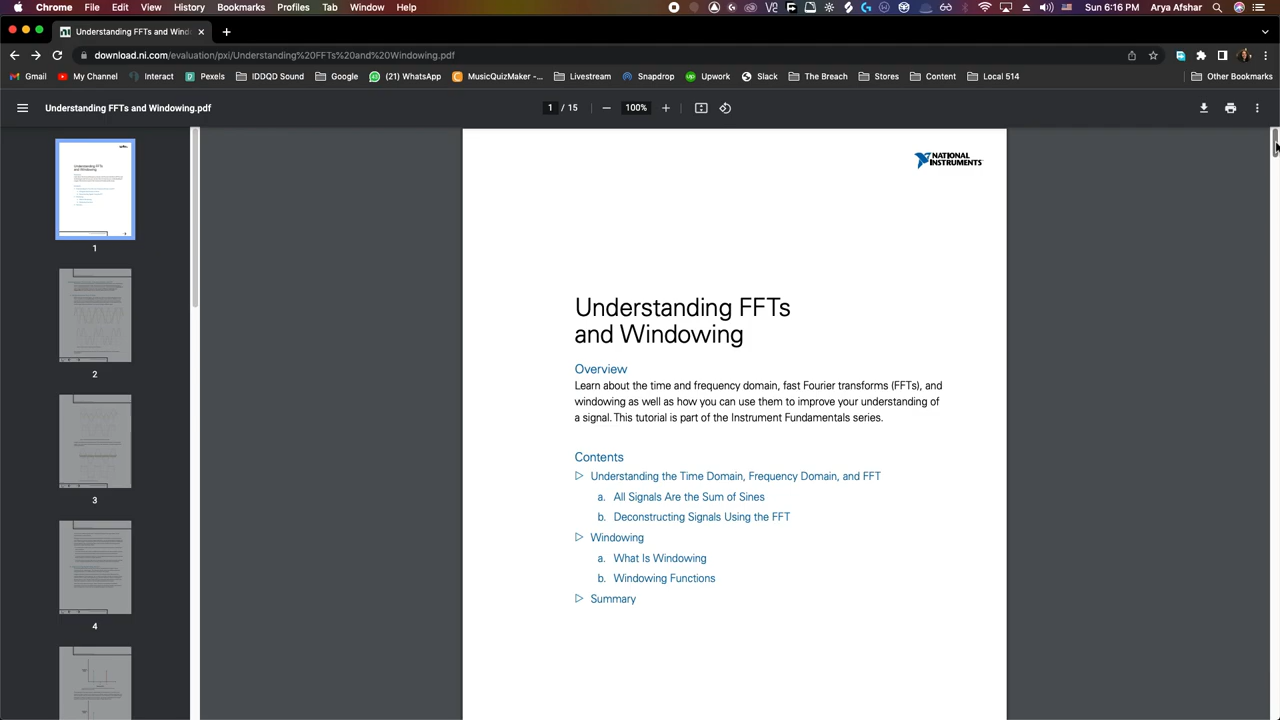 Chrome File Edit View History Bookmarks Profiles Tab Window Help Sun 6:16 PM Arya Afshar
Understanding FFTs and Wind
download.ni.com/evaluation/pxi/Understanding%20FFTs%20and%20Windowing.pdf
Gmail My Channel Interact Pexels IDDQD Sound Google (21) WhatsApp MusicQuizMaker -... Livestream Snapdrop Upwork Slack The Breach Stores Content Local 514 Other Bookmarks
Understanding FFTs and Windowing.pdf 1 / 15 100%
NATIONAL
INSTRUMENTS
Understanding FFTs
and Windowing
Overview
Learn about the time and frequency domain, fast Fourier transforms (FFTs), and
windowing as well as how you can use them to improve your understanding of
a signal. This tutorial is part of the Instrument Fundamentals series.
Contents
Understanding the Time Domain, Frequency Domain, and FFT
a. All Signals Are the Sum of Sines
b. Deconstructing Signals Using the FFT
Windowing
a. What Is Windowing
b. Windowing Functions
Summary
1
2
3
4